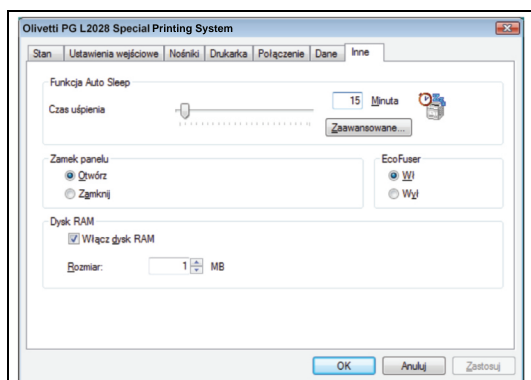 Olivetti PG L2028 Special Printing System
Stan Ustawienia wejściowe Nośniki Drukarka Połączenie Dane Inne
Funkcja Auto Sleep
Czas uśpienia 15 Minuta
Zaawansowane...
Zamek panelu EcoFuser
Otwórz Wł
Zamknij Wył
Dysk RAM
Włącz dysk RAM
Rozmiar: 1 MB
OK Anuluj Zastosuj